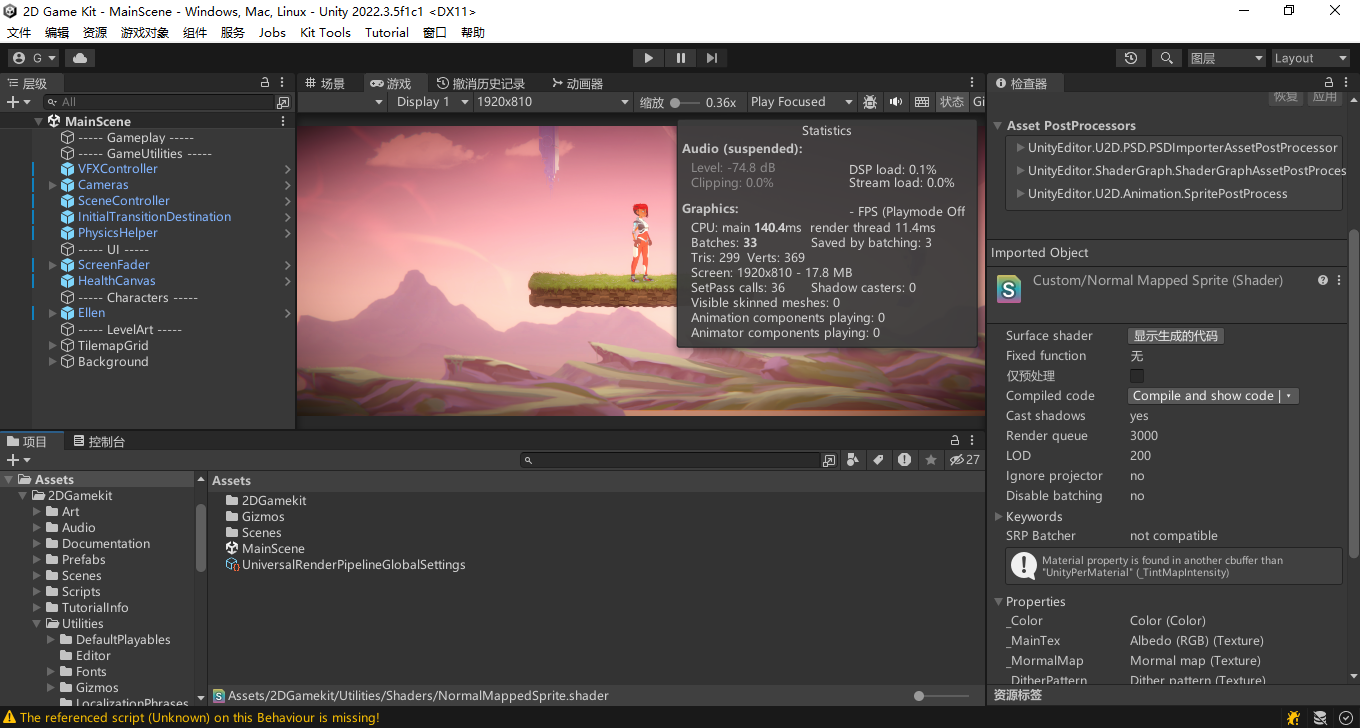 2D Game Kit - MainScene - Windows, Mac, Linux - Unity 2022.3.5f1c1 <DX11>
文件 编辑 资源 游戏对象 组件 服务 Jobs Kit Tools Tutorial 窗口 帮助
G 图层 Layout
层级
All
MainScene
----- Gameplay -----
----- GameUtilities -----
VFXController
Cameras
SceneController
InitialTransitionDestination
PhysicsHelper
----- UI -----
ScreenFader
HealthCanvas
----- Characters -----
Ellen
----- LevelArt -----
TilemapGrid
Background
场景 游戏 撤消历史记录 动画器
Display 1 1920x810 缩放 0.36x Play Focused 状态 Gi
Statistics
Audio (suspended):
Level: -74.8 dB DSP load: 0.1%
Clipping: 0.0% Stream load: 0.0%
Graphics: - FPS (Playmode Off
CPU: main 140.4ms render thread 11.4ms
Batches: 33 Saved by batching: 3
Tris: 299 Verts: 369
Screen: 1920x810 - 17.8 MB
SetPass calls: 36 Shadow casters: 0
Visible skinned meshes: 0
Animation components playing: 0
Animator components playing: 0
检查器
恢复 应用
Asset PostProcessors
UnityEditor.U2D.PSD.PSDImporterAssetPostProcessor
UnityEditor.ShaderGraph.ShaderGraphAssetPostProces
UnityEditor.U2D.Animation.SpritePostProcess
Imported Object
S Custom/Normal Mapped Sprite (Shader)
Surface shader 显示生成的代码
Fixed function 无
仅预处理
Compiled code Compile and show code |
Cast shadows yes
Render queue 3000
LOD 200
Ignore projector no
Disable batching no
Keywords
SRP Batcher not compatible
Material property is found in another cbuffer than
"UnityPerMaterial" (_TintMapIntensity)
Properties
_Color Color (Color)
_MainTex Albedo (RGB) (Texture)
_MormalMap Mormal map (Texture)
_DitherPattern Dither pattern (Texture)
资源标签
项目 控制台
27
Assets
2DGamekit
Art
Audio
Documentation
Prefabs
Scenes
Scripts
TutorialInfo
Utilities
DefaultPlayables
Editor
Fonts
Gizmos
LocalizationPhrases
Assets
2DGamekit
Gizmos
Scenes
MainScene
UniversalRenderPipelineGlobalSettings
Assets/2DGamekit/Utilities/Shaders/NormalMappedSprite.shader
The referenced script (Unknown) on this Behaviour is missing!